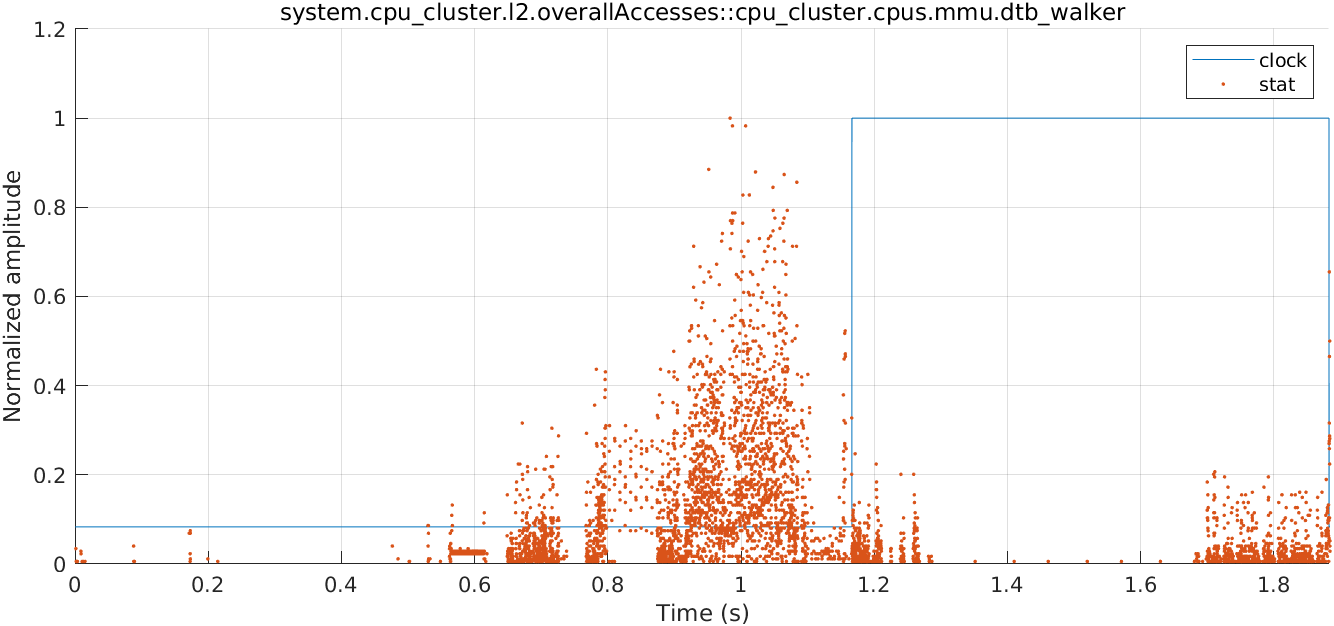 system.cpu_cluster.l2.overallAccesses::cpu_cluster.cpus.mmu.dtb_walker
1.2
1
0.8
0.6
0.4
0.2
0
Normalized amplitude
clock
stat
0 0.2 0.4 0.6 0.8 1 1.2 1.4 1.6 1.8
Time (s)